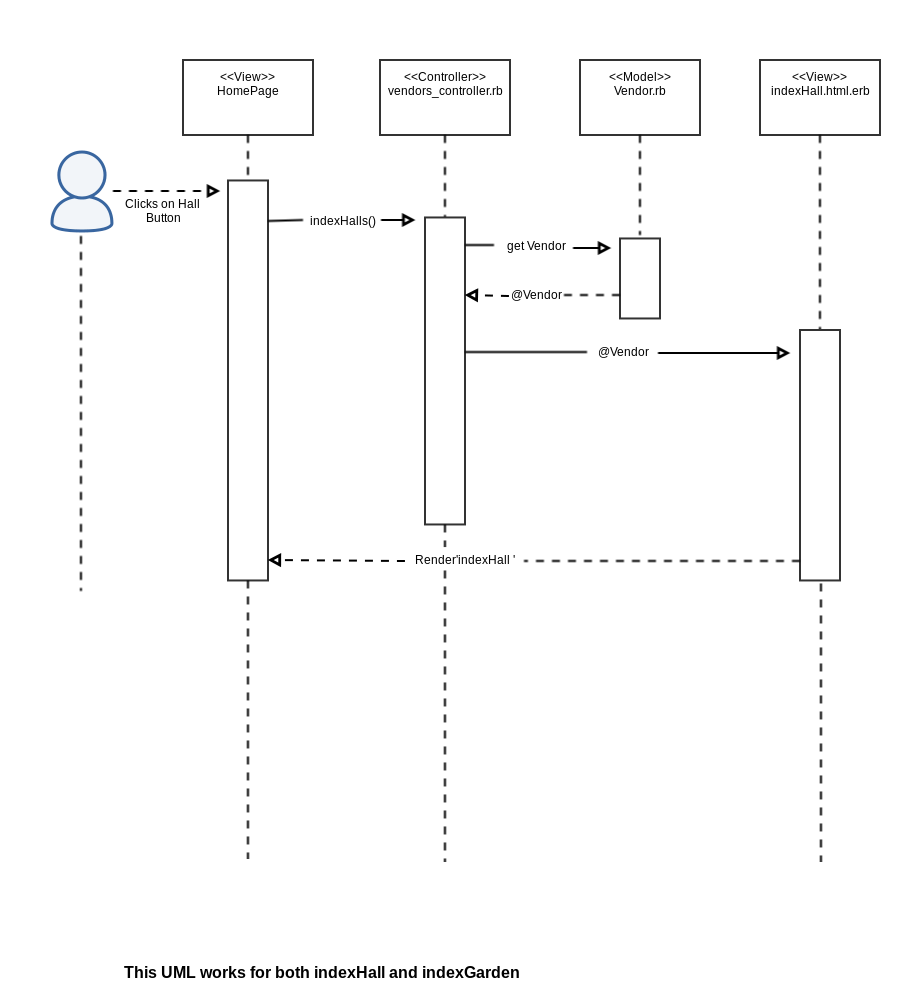 <<View>>
HomePage
<<Controller>>
vendors_controller.rb
<<Model>>
Vendor.rb
<<View>>
indexHall.html.erb
Clicks on Hall
Button
indexHalls()
get Vendor
@Vendor
@Vendor
Render'indexHall '
This UML works for both indexHall and indexGarden